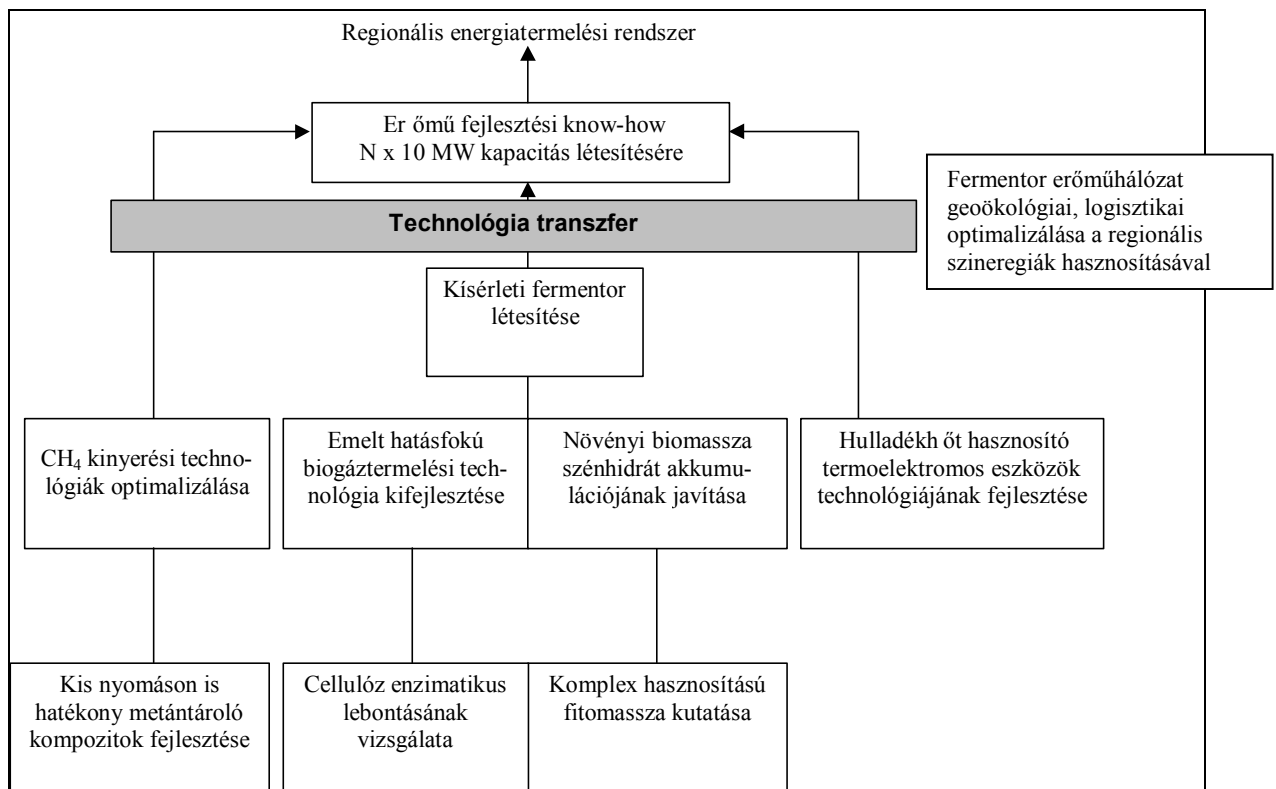 Regionális energiatermelési rendszer
Er őmű fejlesztési know-how
N x 10 MW kapacitás létesítésére
Technológia transzfer
Fermentor erőműhálózat
geoökológiai, logisztikai
optimalizálása a regionális
szineregiák hasznosításával
Kísérleti fermentor
létesítése
CH₄ kinyerési techno-
lógiák optimalizálása
Emelt hatásfokú
biogáztermelési tech-
nológia kifejlesztése
Növényi biomassza
szénhidrát akkumu-
lációjának javítása
Hulladékh őt hasznosító
termoelektromos eszközök
technológiájának fejlesztése
Kis nyomáson is
hatékony metántároló
kompozitok fejlesztése
Cellulóz enzimatikus
lebontásának
vizsgálata
Komplex hasznosítású
fitomassza kutatása